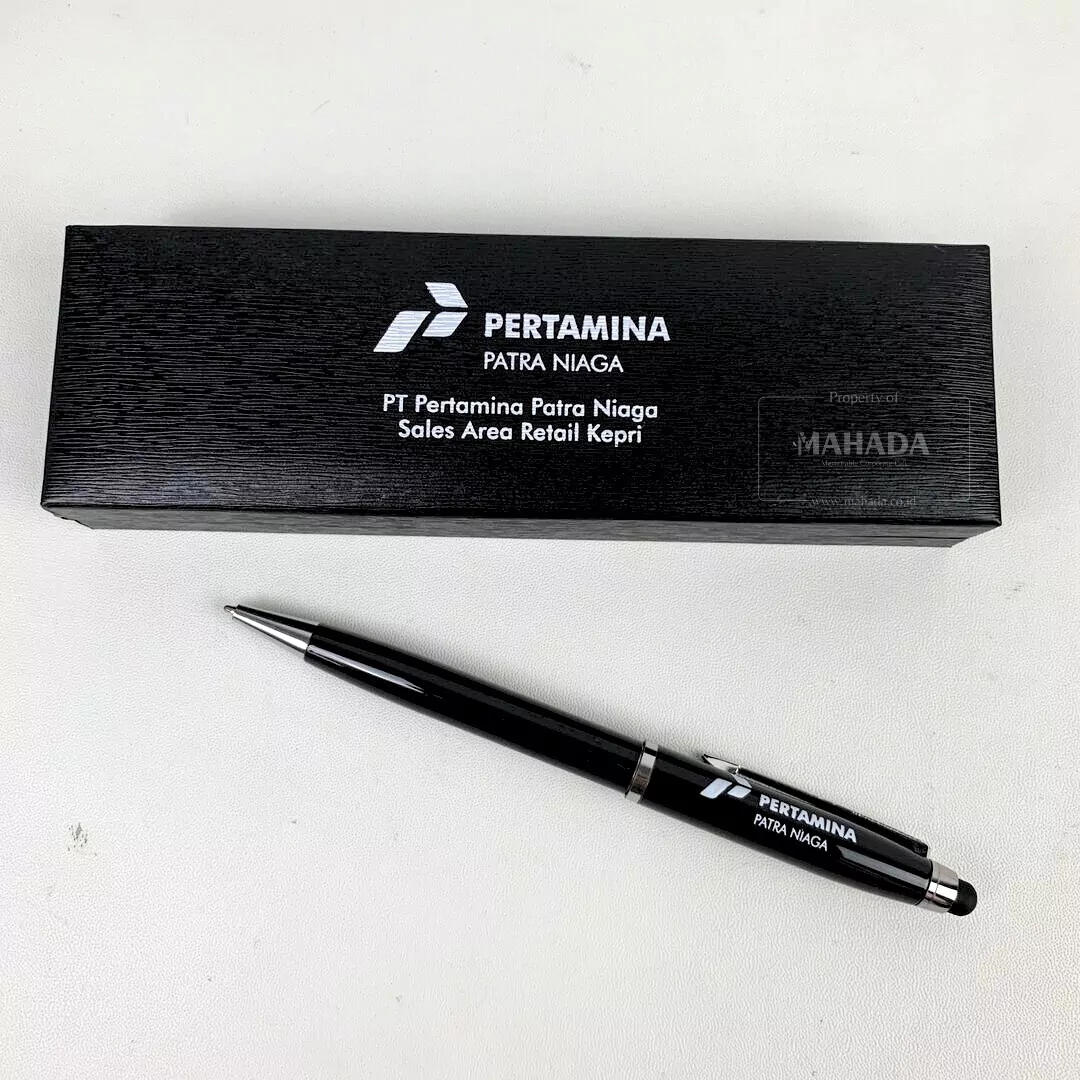 PERTAMINA
PATRA NIAGA
PT Pertamina Patra Niaga
Sales Area Retail Kepri
Property of
MAHADA
www.mahada.co.id
PERTAMINA
PATRA NIAGA